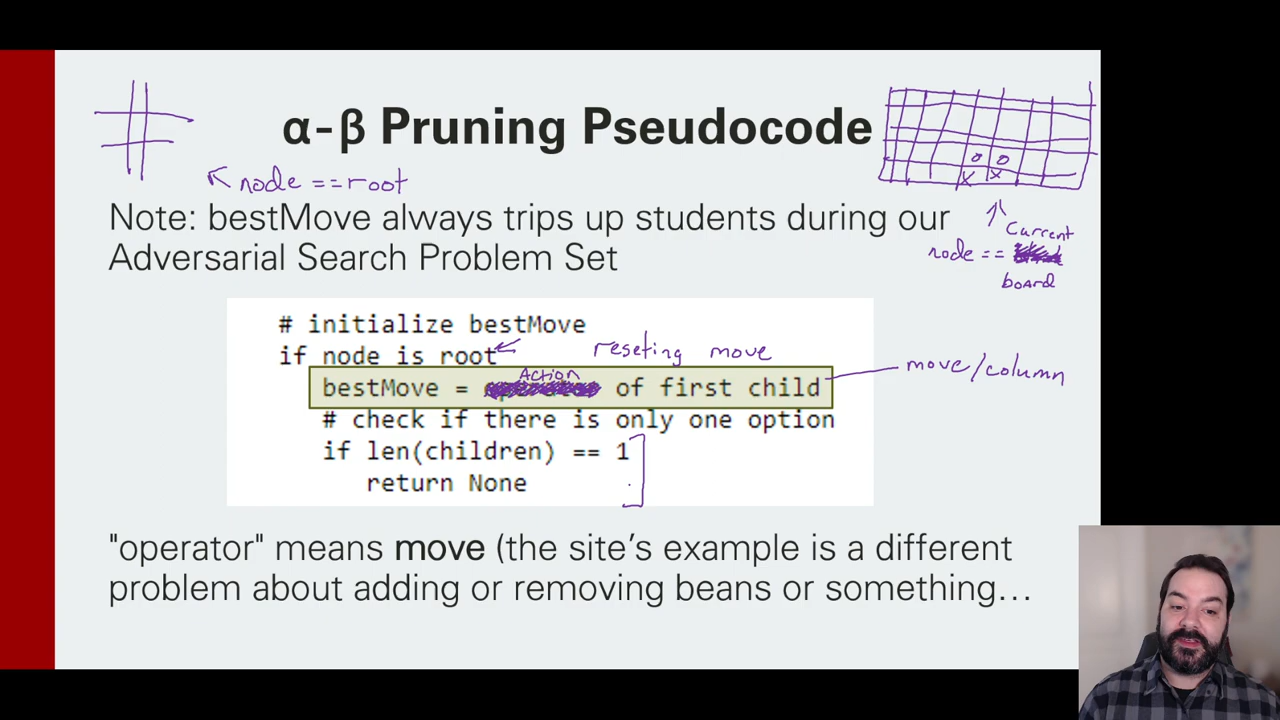 α-β Pruning Pseudocode
node == root
Note: bestMove always trips up students during our
Adversarial Search Problem Set
Current
node ==
board
# initialize bestMove
if node is root
reseting move
bestMove = Action of first child
move/column
# check if there is only one option
if len(children) == 1
return None
"operator" means move (the site's example is a different
problem about adding or removing beans or something…
o o
x x